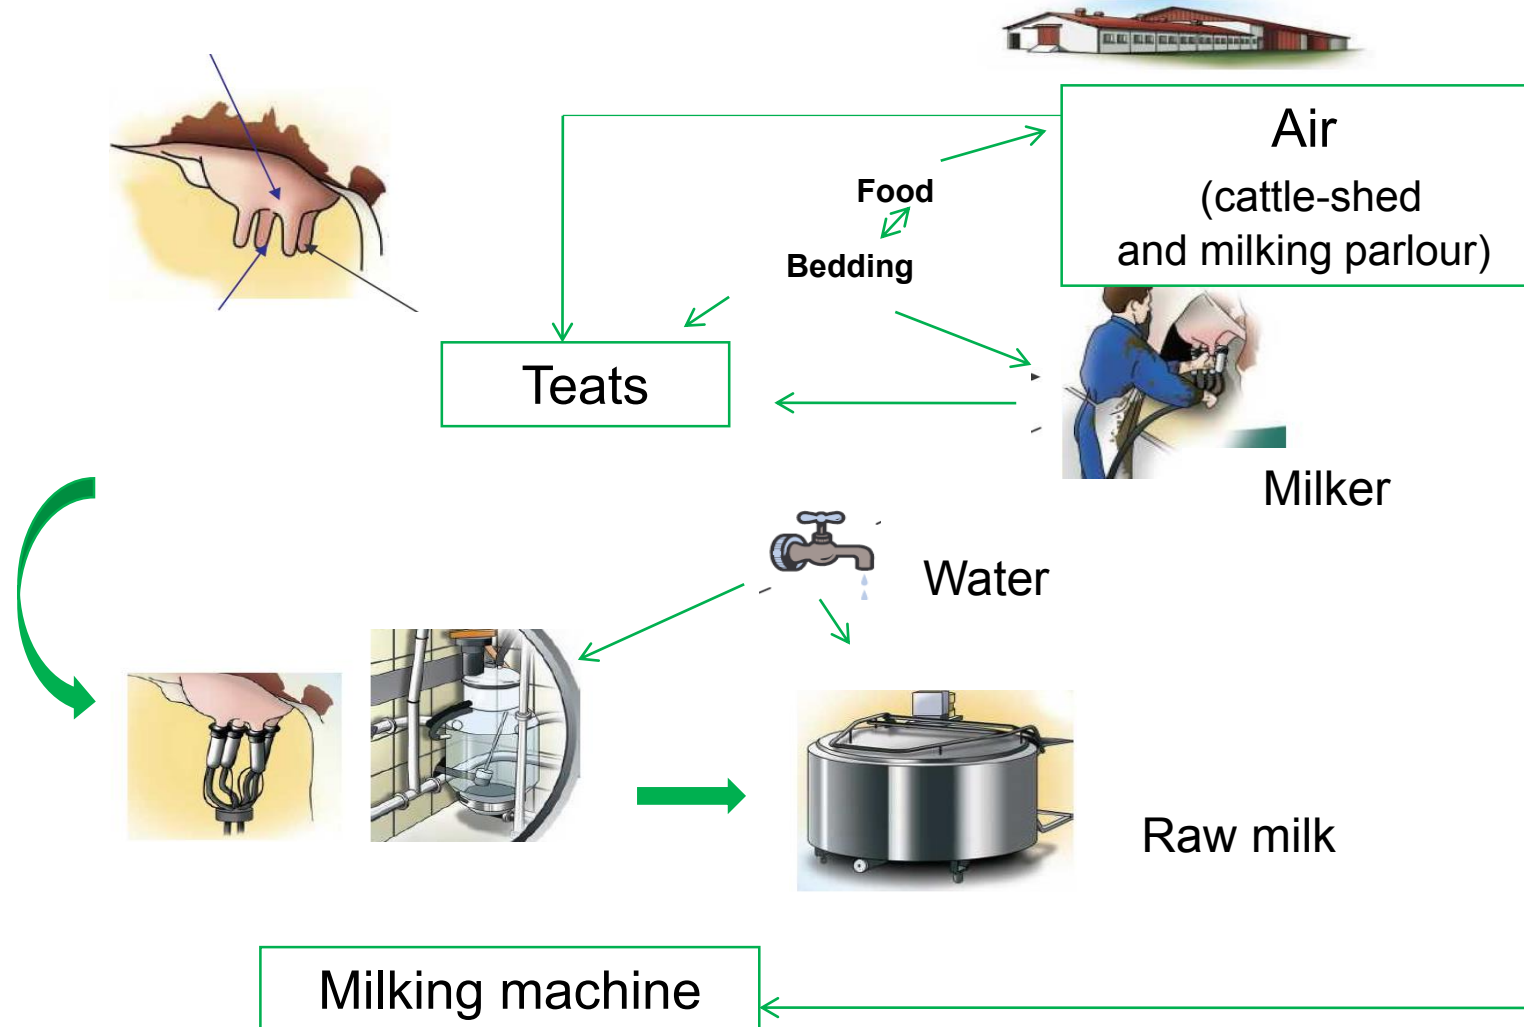 Air
(cattle-shed
and milking parlour)
Food
Bedding
Teats
Milker
Water
Raw milk
Milking machine